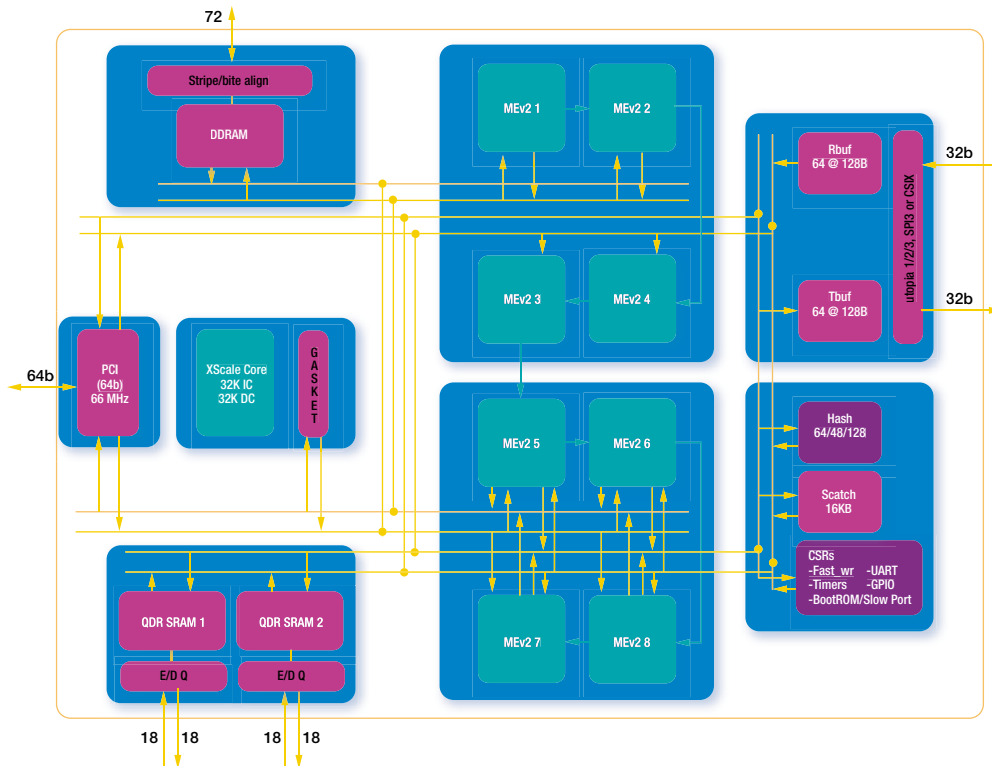 72
Stripe/bite align
DDRAM
MEv2 1
MEv2 2
Rbuf
64 @ 128B
utopia 1/2/3, SPI3 or CSIX
32b
MEv2 3
MEv2 4
Tbuf
64 @ 128B
32b
64b
PCI
(64b)
66 MHz
XScale Core
32K IC
32K DC
GASKET
MEv2 5
MEv2 6
Hash
64/48/128
Scatch
16KB
CSRs
-Fast_wr -UART
-Timers -GPIO
-BootROM/Slow Port
QDR SRAM 1
QDR SRAM 2
MEv2 7
MEv2 8
E/D Q
E/D Q
18 18
18 18